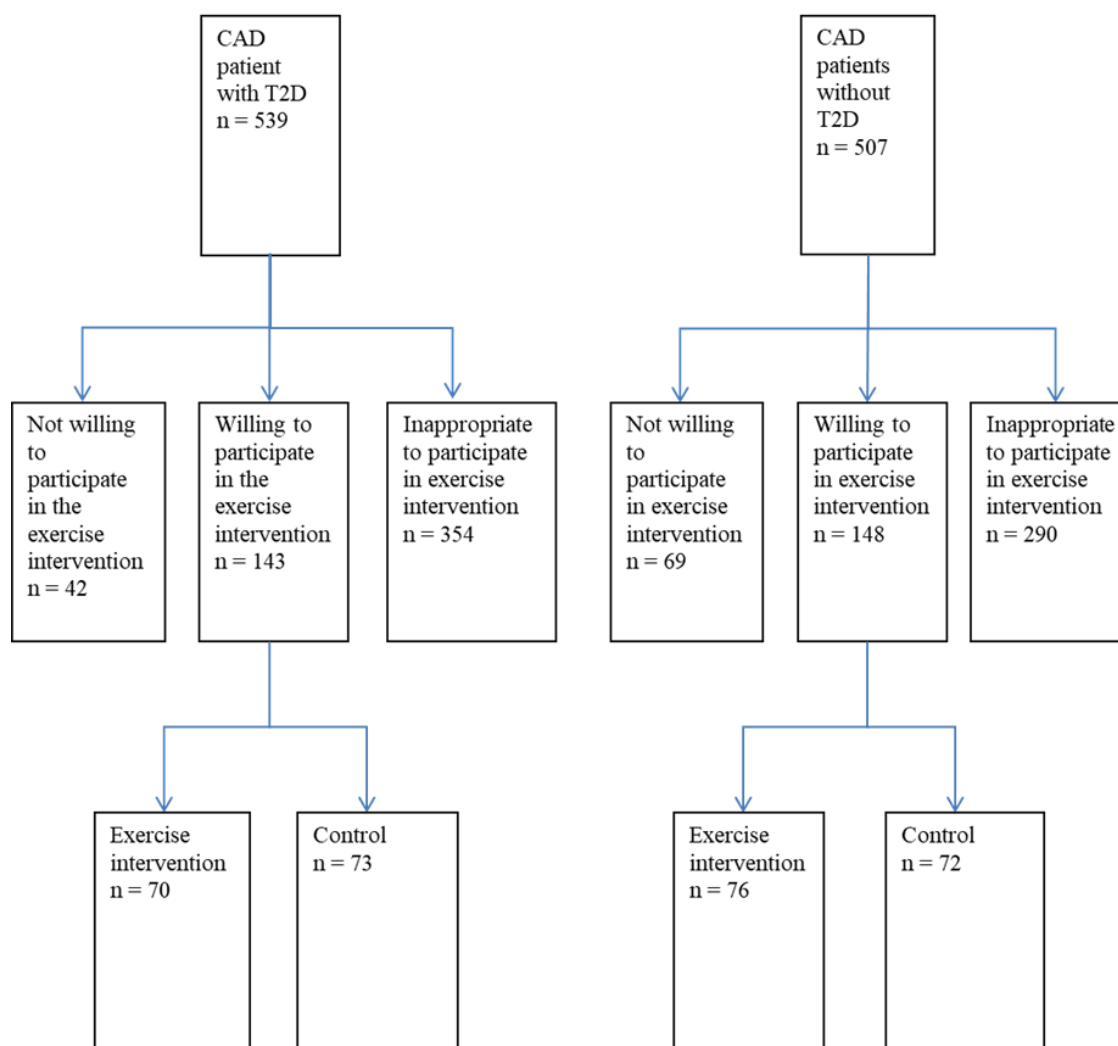 CAD
patient
with T2D
n = 539
CAD
patients
without
T2D
n = 507
Not willing
to
participate
in the
exercise
intervention
n = 42
Willing to
participate
in the
exercise
intervention
n = 143
Inappropriate
to participate
in exercise
intervention
n = 354
Not willing
to
participate
in exercise
intervention
n = 69
Willing to
participate
in exercise
intervention
n = 148
Inappropriate
to participate
in exercise
intervention
n = 290
Exercise
intervention
n = 70
Control
n = 73
Exercise
intervention
n = 76
Control
n = 72